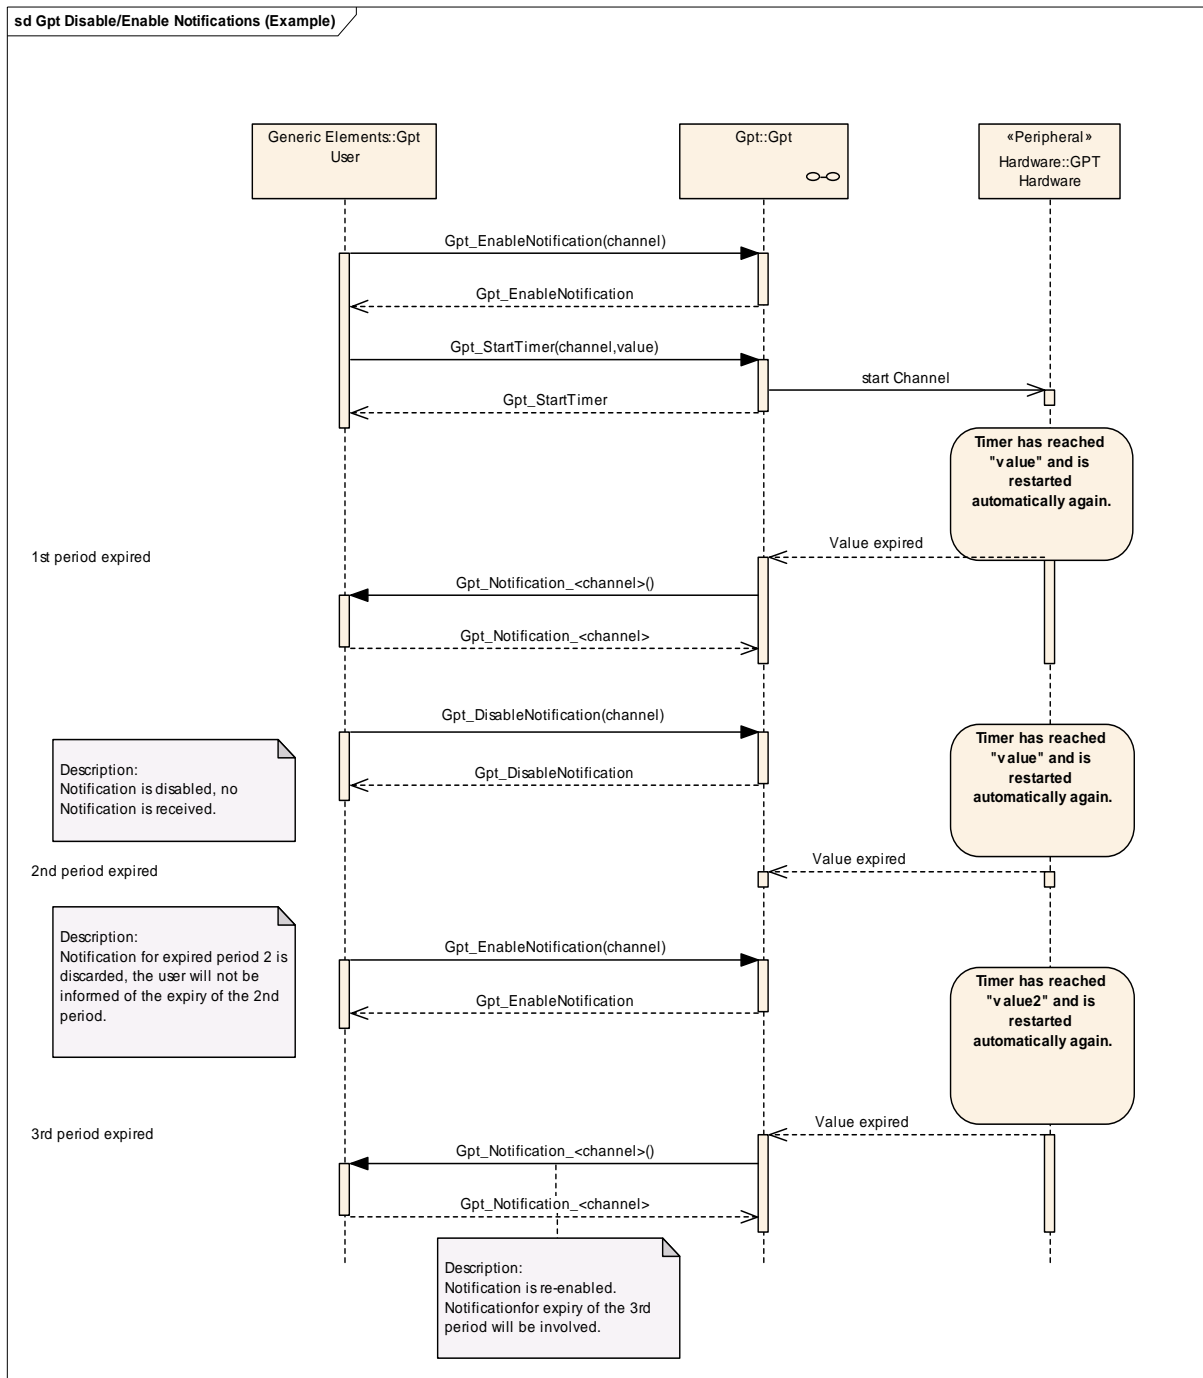 sd Gpt Disable/Enable Notifications (Example)
Generic Elements::Gpt
User
Gpt::Gpt
«Peripheral»
Hardware::GPT
Hardware
Gpt_EnableNotification(channel)
Gpt_EnableNotification
Gpt_StartTimer(channel,value)
start Channel
Gpt_StartTimer
Timer has reached
"value" and is
restarted
automatically again.
Value expired
1st period expired
Gpt_Notification_<channel>()
Gpt_Notification_<channel>
Gpt_DisableNotification(channel)
Timer has reached
"value" and is
restarted
automatically again.
Description:
Notification is disabled, no
Notification is received.
Gpt_DisableNotification
Value expired
2nd period expired
Description:
Notification for expired period 2 is
discarded, the user will not be
informed of the expiry of the 2nd
period.
Gpt_EnableNotification(channel)
Gpt_EnableNotification
Timer has reached
"value2" and is
restarted
automatically again.
Value expired
3rd period expired
Gpt_Notification_<channel>()
Gpt_Notification_<channel>
Description:
Notification is re-enabled.
Notificationfor expiry of the 3rd
period will be involved.